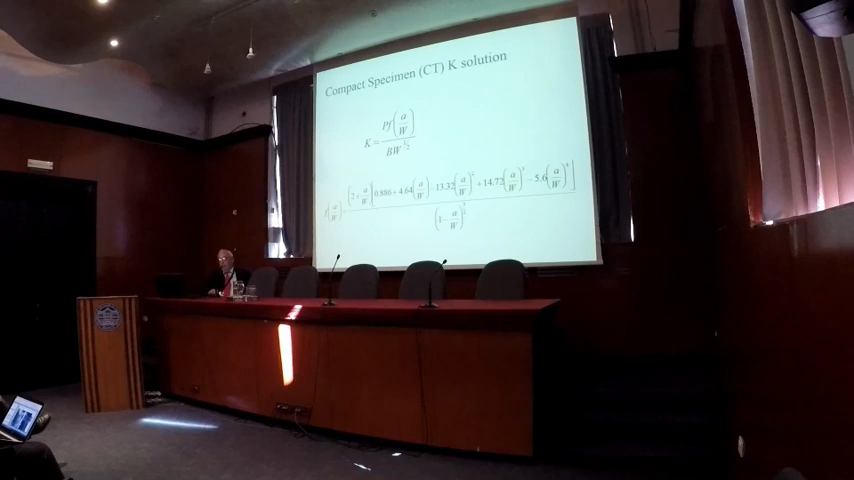 Compact Specimen (CT) K solution
K = Pf(a/W) / BW^½
f(a/W) = (2 + a/W)[0.886 + 4.64(a/W) - 13.32(a/W)² + 14.72(a/W)³ - 5.6(a/W)⁴] / (1 - a/W)^3/2